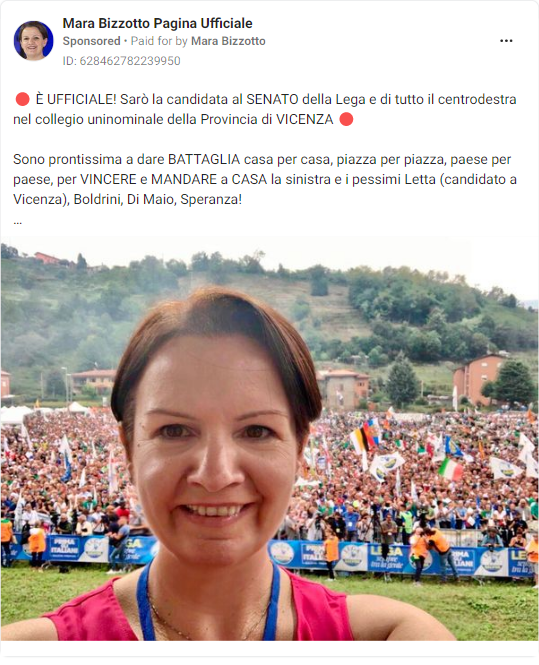 Mara Bizzotto Pagina Ufficiale
Sponsored • Paid for by Mara Bizzotto
ID: 628462782239950
🔴 È UFFICIALE! Sarò la candidata al SENATO della Lega e di tutto il centrodestra
nel collegio uninominale della Provincia di VICENZA 🔴
Sono prontissima a dare BATTAGLIA casa per casa, piazza per piazza, paese per
paese, per VINCERE e MANDARE a CASA la sinistra e i pessimi Letta (candidato a
Vicenza), Boldrini, Di Maio, Speranza!
...
PRIMA
ITALIANI
LEGA